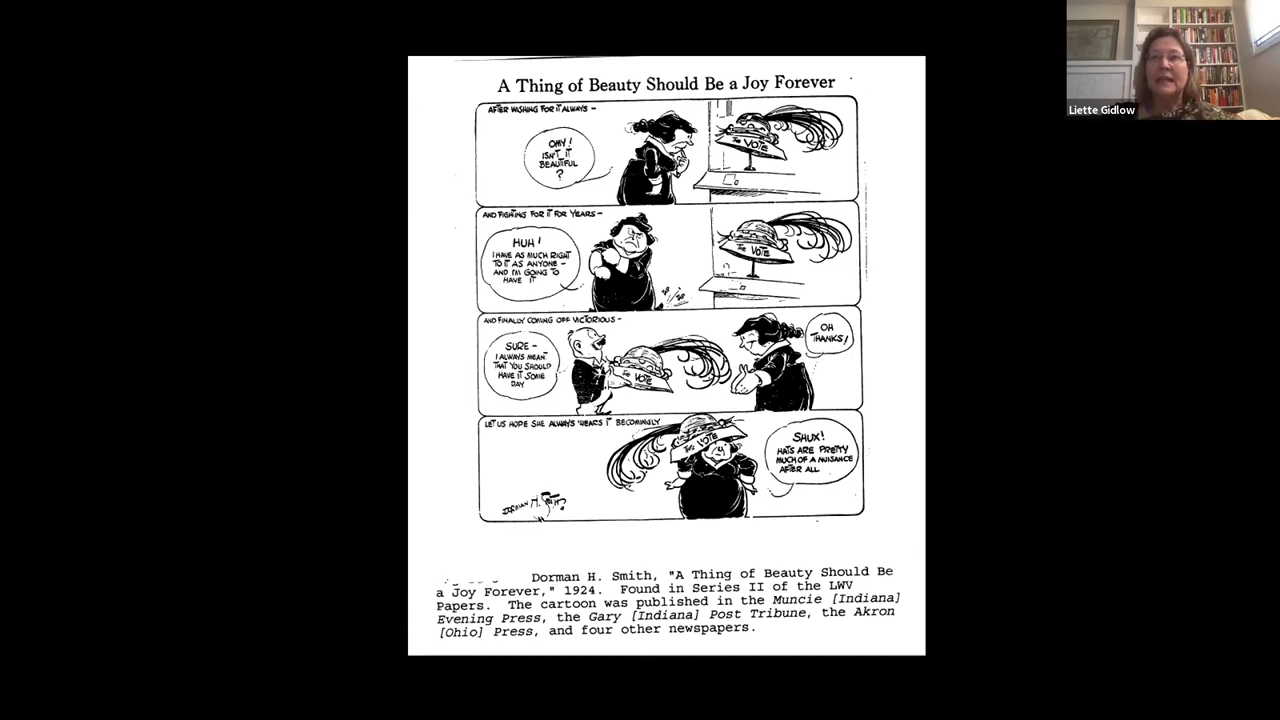 Liette Gidlow
A Thing of Beauty Should Be a Joy Forever
AFTER WISHING FOR IT ALWAYS -
OMY!
ISN'T IT
BEAUTIFUL
?
THE VOTE
AND FIGHTING FOR IT FOR YEARS -
HUH!
I HAVE AS MUCH RIGHT
TO IT AS ANYONE -
AND I'M GOING TO
HAVE IT
THE VOTE
AND FINALLY COMING OFF VICTORIOUS -
SURE -
I ALWAYS MEANT
THAT YOU SHOULD
HAVE IT SOME
DAY
THE VOTE
OH
THANKS!
LET US HOPE SHE ALWAYS WEARS IT BECOMINGLY
THE VOTE
SHUX!
HATS ARE PRETTY
MUCH OF A NUISANCE
AFTER ALL
DORMAN H. SMITH
Dorman H. Smith, "A Thing of Beauty Should Be
a Joy Forever," 1924. Found in Series II of the LWV
Papers. The cartoon was published in the Muncie [Indiana]
Evening Press, the Gary [Indiana] Post Tribune, the Akron
[Ohio] Press, and four other newspapers.